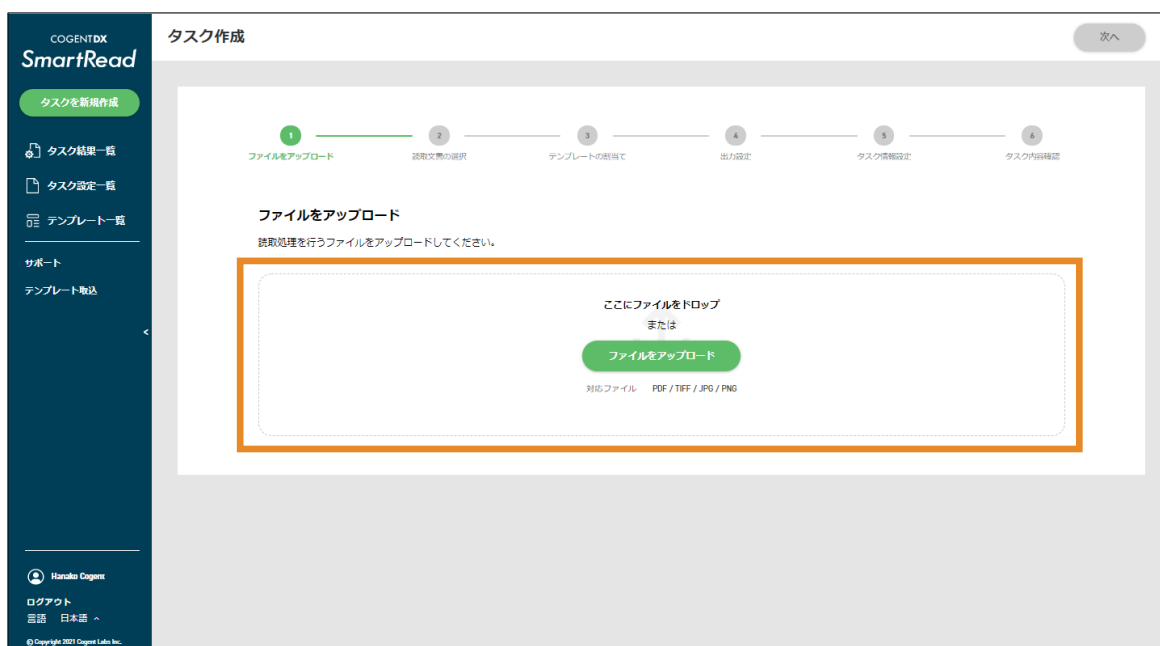 COGENTDX
SmartRead
タスクを新規作成
タスク結果一覧
タスク設定一覧
テンプレート一覧
サポート
テンプレート取込
<
Hanako Cogent
ログアウト
言語 日本語
© Copyright 2021 Cogent Labs Inc.
タスク作成
次へ
1 2 3 4 5 6
ファイルをアップロード 読取文書の選択 テンプレートの割当て 出力設定 タスク情報設定 タスク内容確認
ファイルをアップロード
読取処理を行うファイルをアップロードしてください。
ここにファイルをドロップ
または
ファイルをアップロード
対応ファイル PDF / TIFF / JPG / PNG